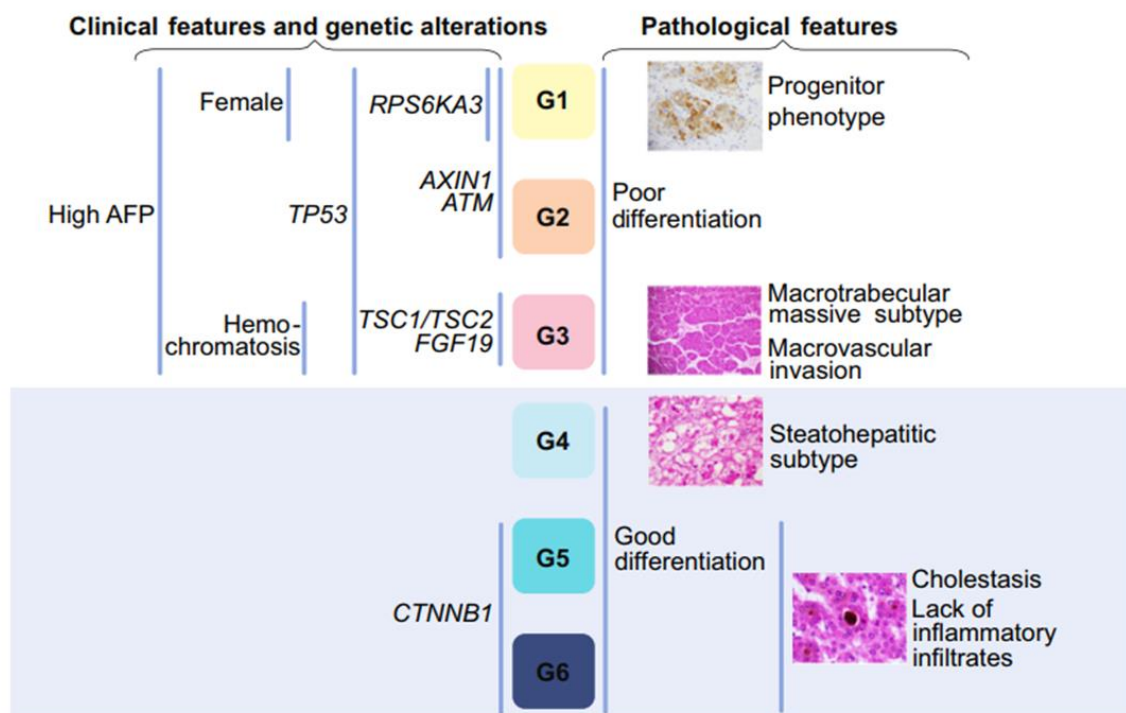 Clinical features and genetic alterations
Pathological features
Female
RPS6KA3
G1
Progenitor
phenotype
High AFP
TP53
AXIN1
ATM
G2
Poor
differentiation
Hemo-
chromatosis
TSC1/TSC2
FGF19
G3
Macrotrabecular
massive subtype
Macrovascular
invasion
G4
Steatohepatitic
subtype
CTNNB1
G5
Good
differentiation
G6
Cholestasis
Lack of
inflammatory
infiltrates